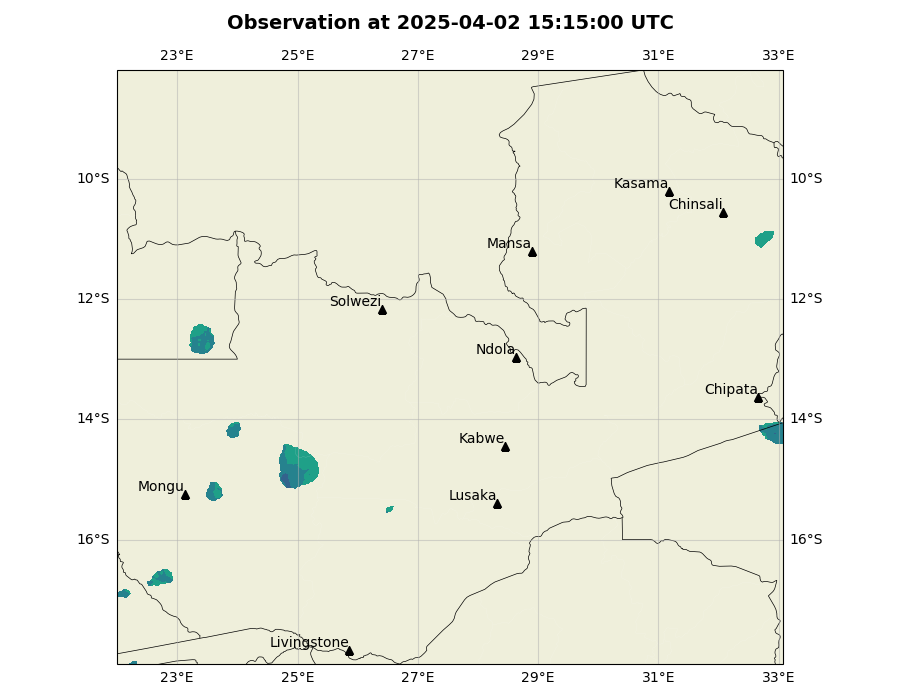 Observation at 2025-04-02 15:15:00 UTC
23°E 25°E 27°E 29°E 31°E 33°E
10°S 10°S
Kasama
Chinsali
Mansa
12°S 12°S
Solwezi
Ndola
Chipata
14°S 14°S
Kabwe
Mongu
Lusaka
16°S 16°S
Livingstone
23°E 25°E 27°E 29°E 31°E 33°E